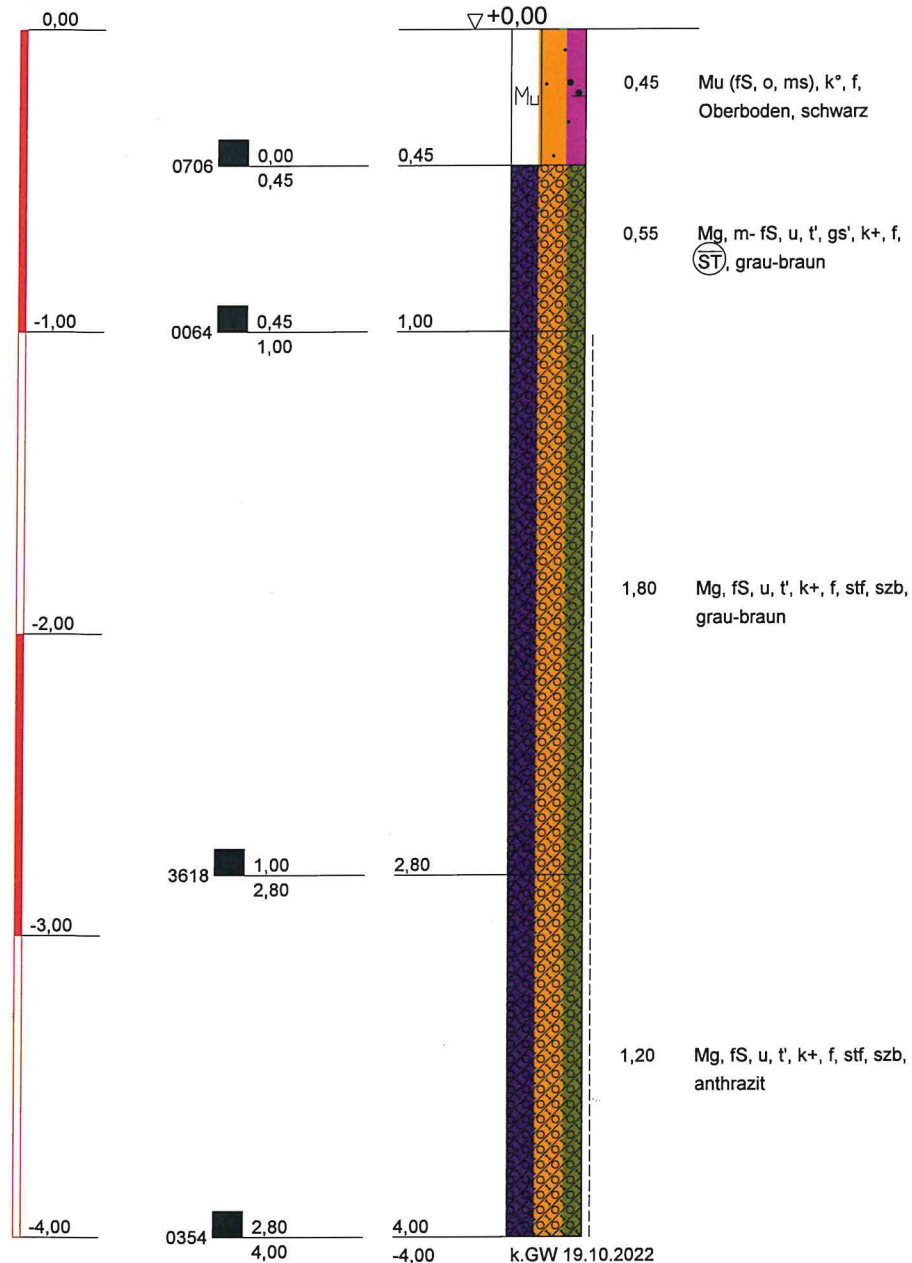 0,00
▽ +0,00
Mu
0,45 Mu (fS, o, ms), k°, f,
Oberboden, schwarz
0706 0,00
0,45
0,45
0,55 Mg, m- fS, u, t', gs', k+, f,
ST, grau-braun
-1,00
0064 0,45
1,00
1,00
1,80 Mg, fS, u, t', k+, f, stf, szb,
grau-braun
-2,00
3618 1,00
2,80
2,80
-3,00
1,20 Mg, fS, u, t', k+, f, stf, szb,
anthrazit
-4,00
0354 2,80
4,00
4,00
-4,00
k.GW 19.10.2022